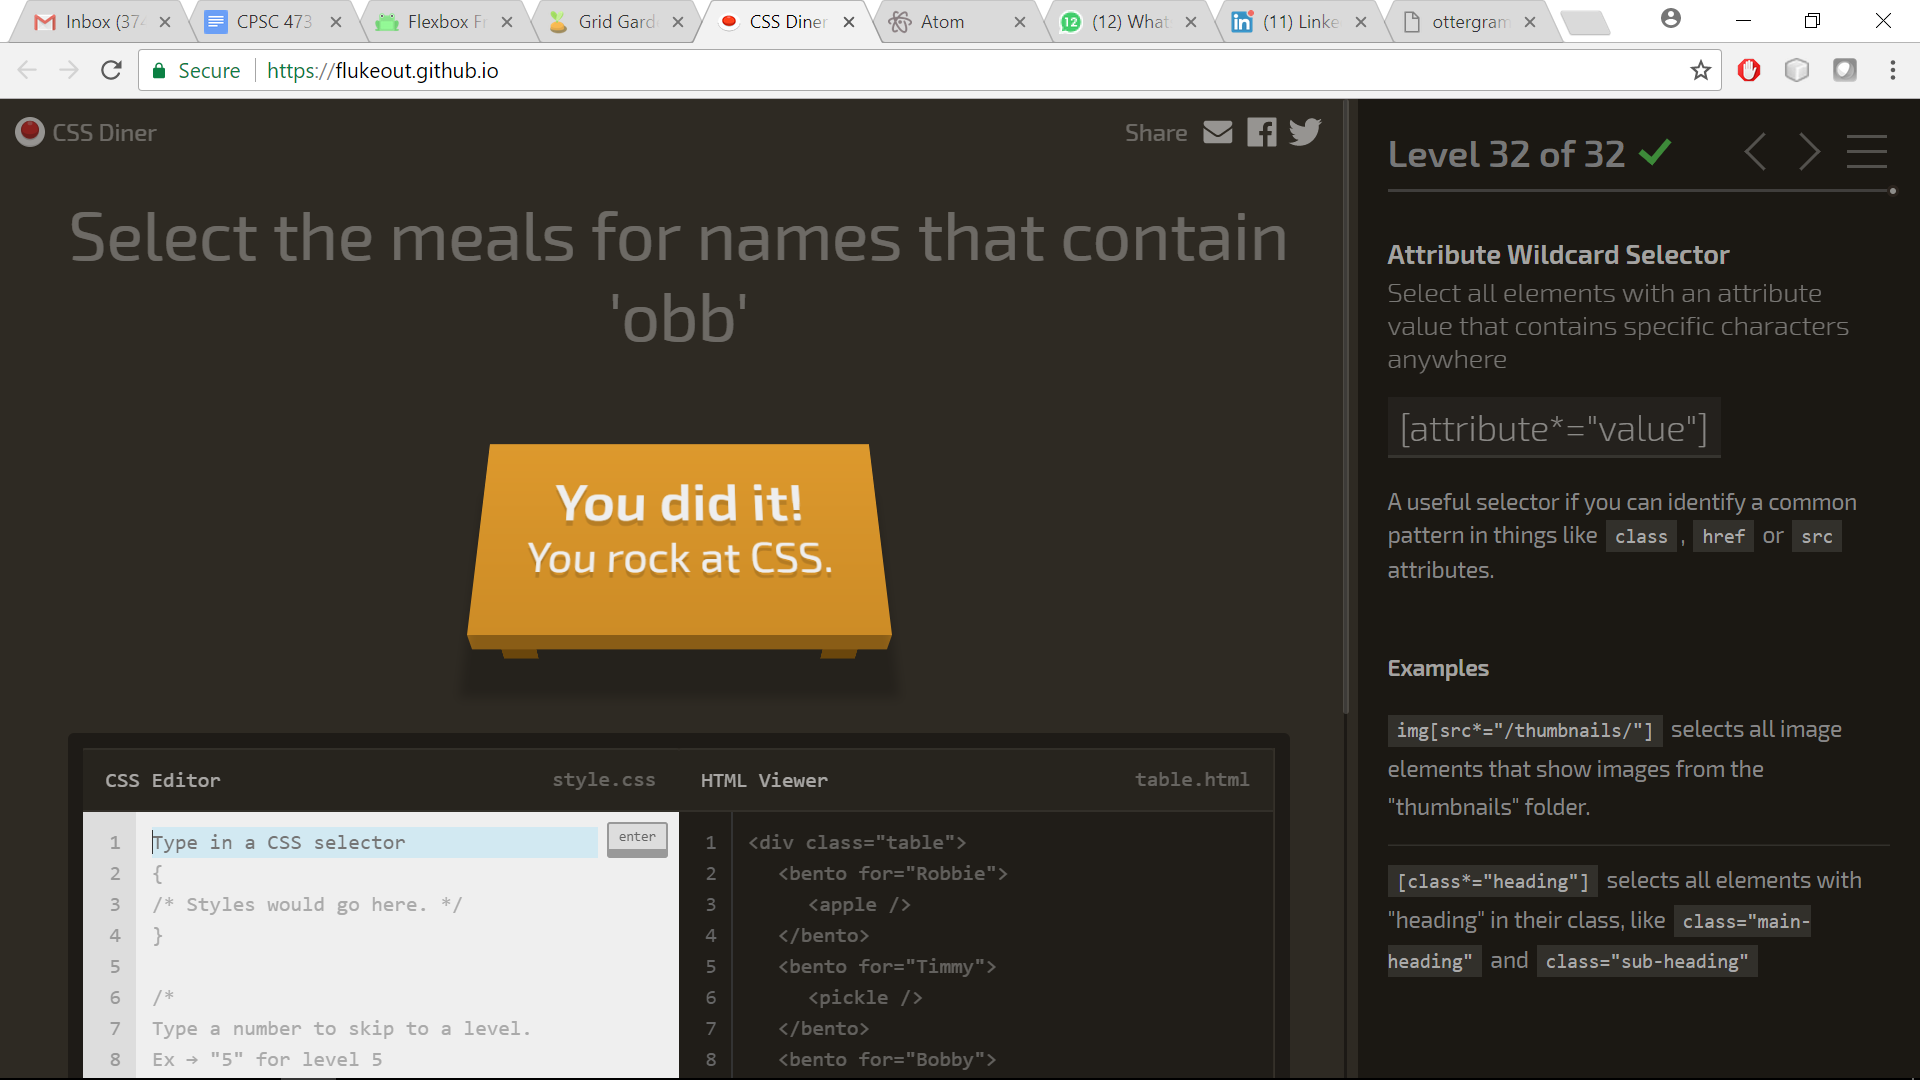 Inbox (374
CPSC 473
Flexbox Fr
Grid Gard
CSS Diner
Atom
(12) What
(11) Linke
ottergram
Secure
https://flukeout.github.io
CSS Diner
Share
Select the meals for names that contain
'obb'
You did it!
You rock at CSS.
CSS Editor
style.css
HTML Viewer
table.html
1 Type in a CSS selector
enter
2 {
3 /* Styles would go here. */
4 }
5
6 /*
7 Type a number to skip to a level.
8 Ex → "5" for level 5
1 <div class="table">
2 <bento for="Robbie">
3 <apple />
4 </bento>
5 <bento for="Timmy">
6 <pickle />
7 </bento>
8 <bento for="Bobby">
Level 32 of 32
Attribute Wildcard Selector
Select all elements with an attribute
value that contains specific characters
anywhere
[attribute*="value"]
A useful selector if you can identify a common
pattern in things like class , href or src
attributes.
Examples
img[src*="/thumbnails/"] selects all image
elements that show images from the
"thumbnails" folder.
[class*="heading"] selects all elements with
"heading" in their class, like class="main-
heading" and class="sub-heading"